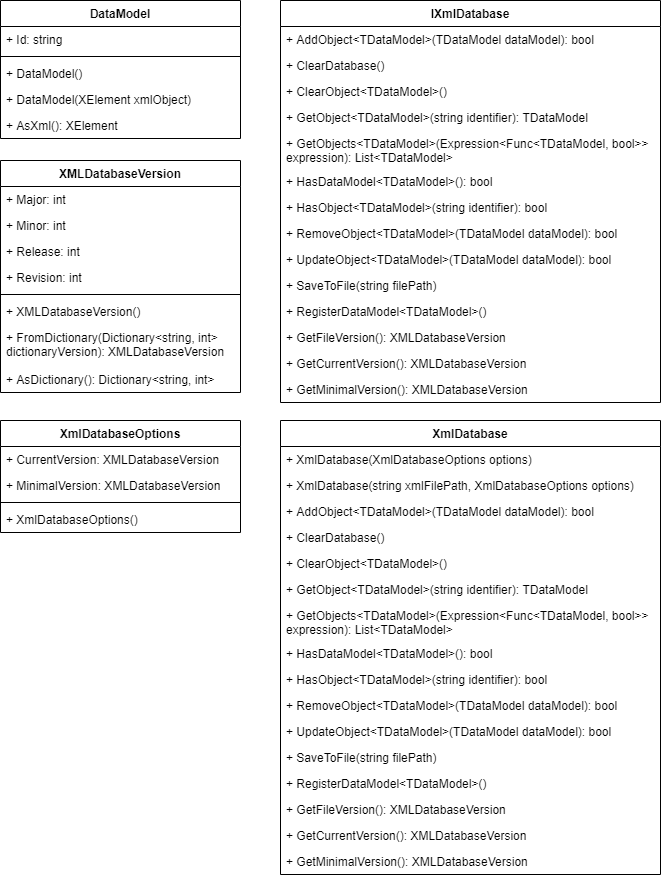 DataModel
+ Id: string
+ DataModel()
+ DataModel(XElement xmlObject)
+ AsXml(): XElement
XMLDatabaseVersion
+ Major: int
+ Minor: int
+ Release: int
+ Revision: int
+ XMLDatabaseVersion()
+ FromDictionary(Dictionary<string, int>
dictionaryVersion): XMLDatabaseVersion
+ AsDictionary(): Dictionary<string, int>
XmlDatabaseOptions
+ CurrentVersion: XMLDatabaseVersion
+ MinimalVersion: XMLDatabaseVersion
+ XmlDatabaseOptions()
IXmlDatabase
+ AddObject<TDataModel>(TDataModel dataModel): bool
+ ClearDatabase()
+ ClearObject<TDataModel>()
+ GetObject<TDataModel>(string identifier): TDataModel
+ GetObjects<TDataModel>(Expression<Func<TDataModel, bool>>
expression): List<TDataModel>
+ HasDataModel<TDataModel>(): bool
+ HasObject<TDataModel>(string identifier): bool
+ RemoveObject<TDataModel>(TDataModel dataModel): bool
+ UpdateObject<TDataModel>(TDataModel dataModel): bool
+ SaveToFile(string filePath)
+ RegisterDataModel<TDataModel>()
+ GetFileVersion(): XMLDatabaseVersion
+ GetCurrentVersion(): XMLDatabaseVersion
+ GetMinimalVersion(): XMLDatabaseVersion
XmlDatabase
+ XmlDatabase(XmlDatabaseOptions options)
+ XmlDatabase(string xmlFilePath, XmlDatabaseOptions options)
+ AddObject<TDataModel>(TDataModel dataModel): bool
+ ClearDatabase()
+ ClearObject<TDataModel>()
+ GetObject<TDataModel>(string identifier): TDataModel
+ GetObjects<TDataModel>(Expression<Func<TDataModel, bool>>
expression): List<TDataModel>
+ HasDataModel<TDataModel>(): bool
+ HasObject<TDataModel>(string identifier): bool
+ RemoveObject<TDataModel>(TDataModel dataModel): bool
+ UpdateObject<TDataModel>(TDataModel dataModel): bool
+ SaveToFile(string filePath)
+ RegisterDataModel<TDataModel>()
+ GetFileVersion(): XMLDatabaseVersion
+ GetCurrentVersion(): XMLDatabaseVersion
+ GetMinimalVersion(): XMLDatabaseVersion